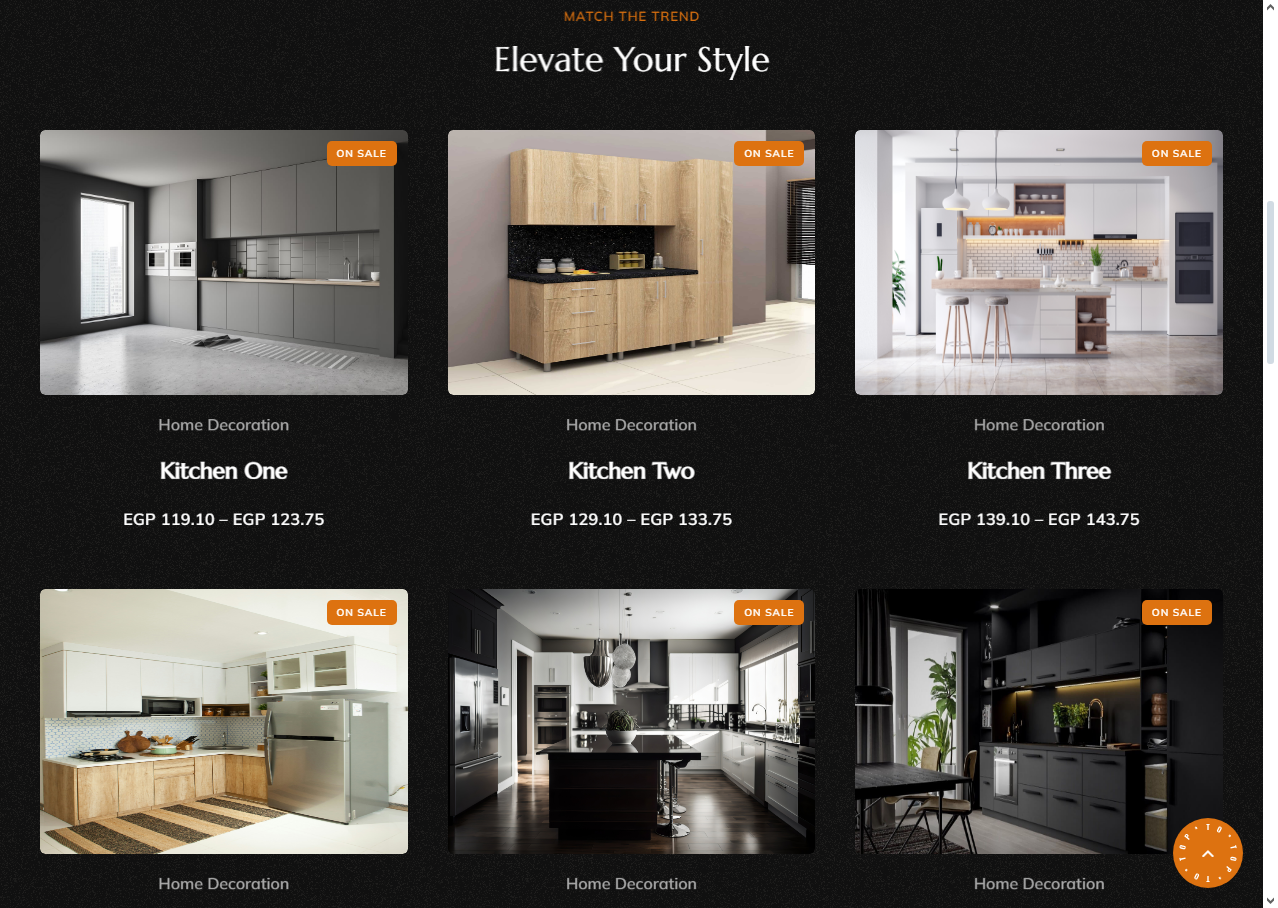 MATCH THE TREND
Elevate Your Style
ON SALE
ON SALE
ON SALE
Home Decoration
Home Decoration
Home Decoration
Kitchen One
Kitchen Two
Kitchen Three
EGP 119.10 – EGP 123.75
EGP 129.10 – EGP 133.75
EGP 139.10 – EGP 143.75
ON SALE
ON SALE
ON SALE
TO TOP • TO TOP •
Home Decoration
Home Decoration
Home Decoration